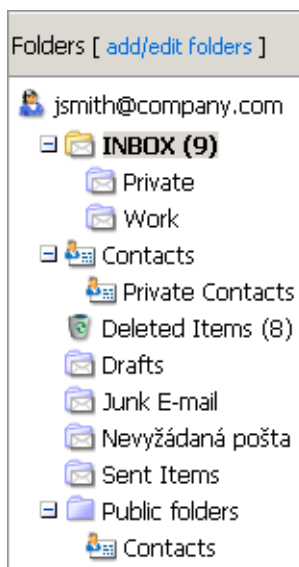 Folders [ add/edit folders ]
jsmith@company.com
INBOX (9)
Private
Work
Contacts
Private Contacts
Deleted Items (8)
Drafts
Junk E-mail
Nevyžádaná pošta
Sent Items
Public folders
Contacts